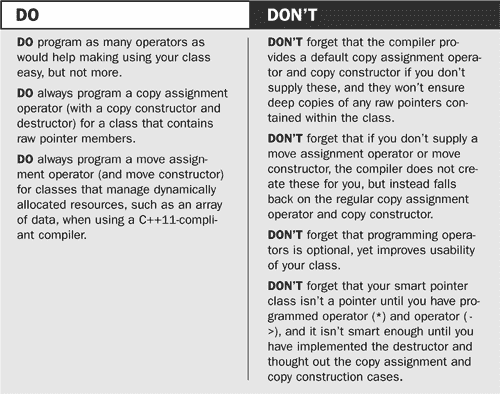 DO
DO program as many operators as
would help making using your class
easy, but not more.
DO always program a copy assignment
operator (with a copy constructor and
destructor) for a class that contains
raw pointer members.
DO always program a move assign-
ment operator (and move constructor)
for classes that manage dynamically
allocated resources, such as an array
of data, when using a C++11-compli-
ant compiler.
DON'T
DON'T forget that the compiler pro-
vides a default copy assignment opera-
tor and copy constructor if you don't
supply these, and they won't ensure
deep copies of any raw pointers con-
tained within the class.
DON'T forget that if you don't supply a
move assignment operator or move
constructor, the compiler does not cre-
ate these for you, but instead falls
back on the regular copy assignment
operator and copy constructor.
DON'T forget that programming opera-
tors is optional, yet improves usability
of your class.
DON'T forget that your smart pointer
class isn't a pointer until you have pro-
grammed operator (*) and operator (-
>), and it isn't smart enough until you
have implemented the destructor and
thought out the copy assignment and
copy construction cases.